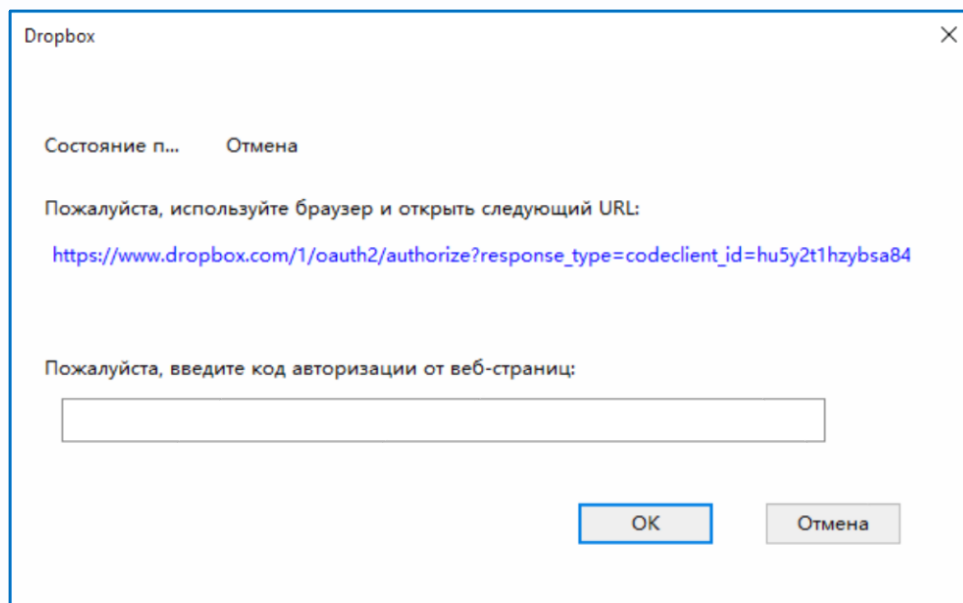 Dropbox
Состояние п... Отмена
Пожалуйста, используйте браузер и открыть следующий URL:
https://www.dropbox.com/1/oauth2/authorize?response_type=codeclient_id=hu5y2t1hzybsa84
Пожалуйста, введите код авторизации от веб-страниц:
OK Отмена